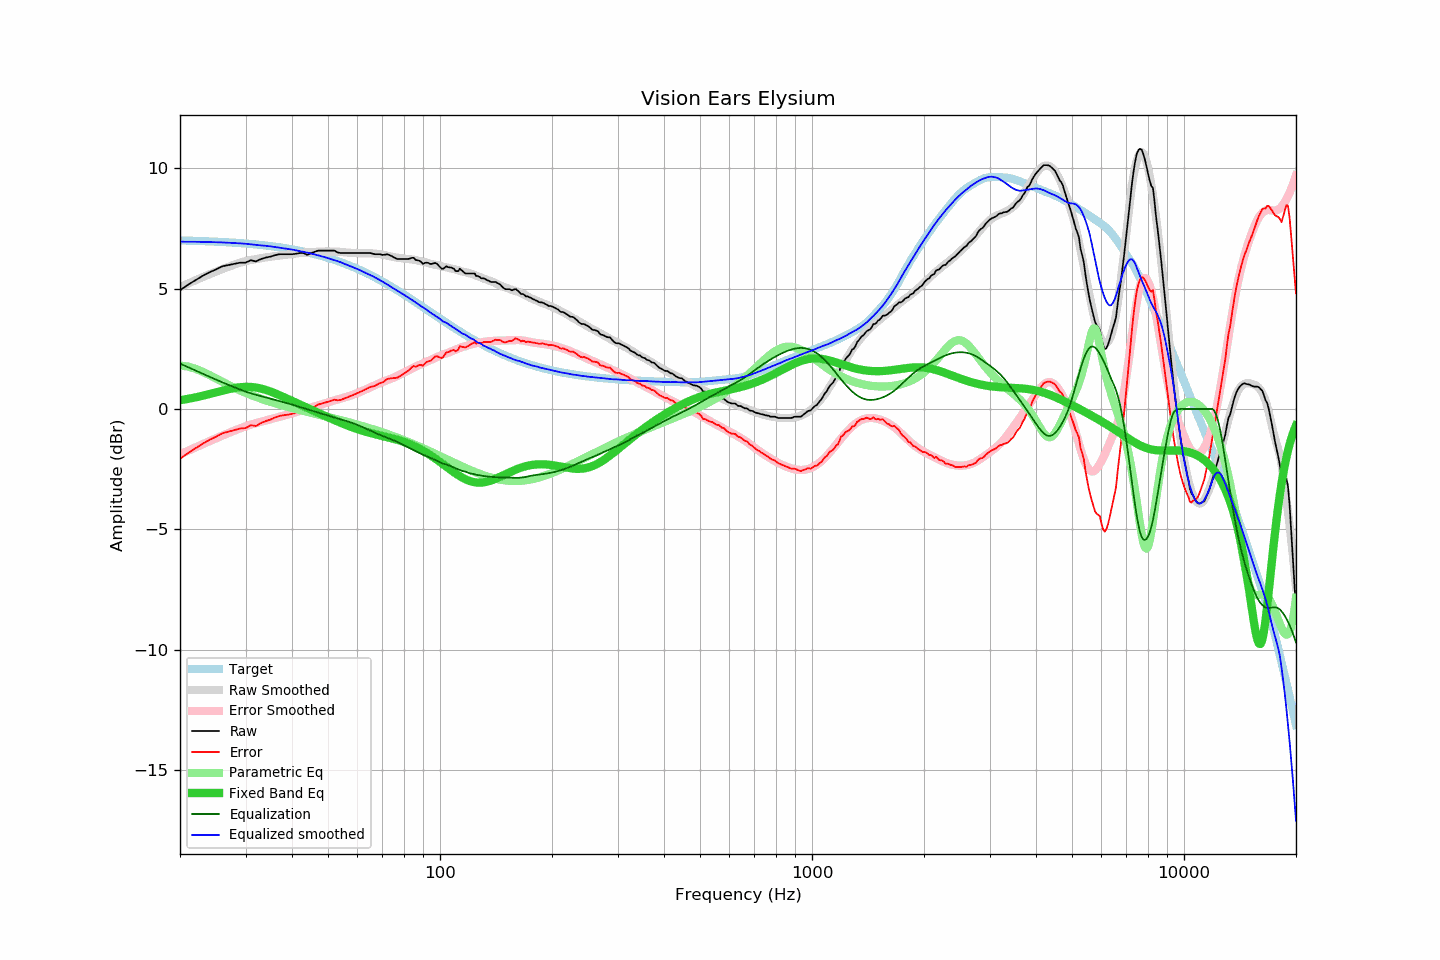 Vision Ears Elysium
Amplitude (dBr)
10
5
0
−5
−10
−15
Target
Raw Smoothed
Error Smoothed
Raw
Error
Parametric Eq
Fixed Band Eq
Equalization
Equalized smoothed
100
1000
10000
Frequency (Hz)